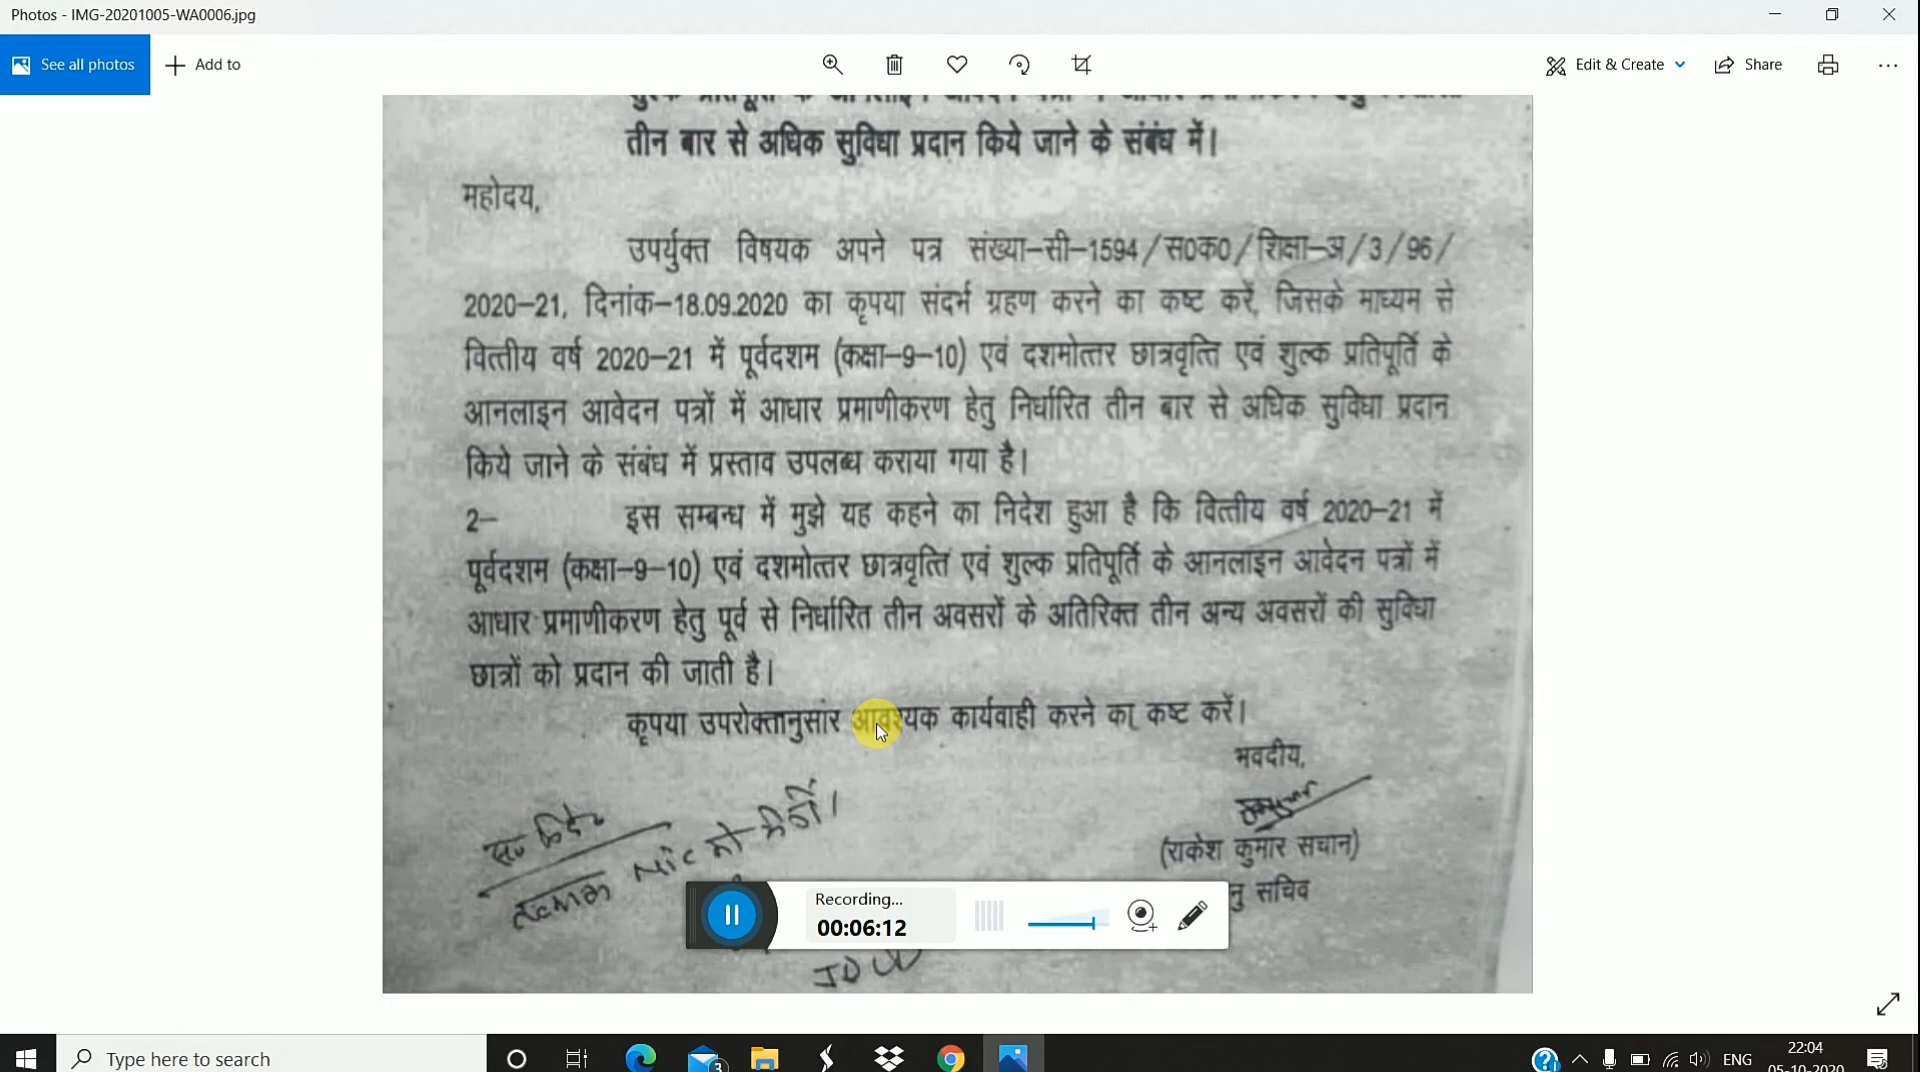 Photos - IMG-20201005-WA0006.jpg
See all photos
Add to
Edit & Create
Share
तीन बार से अधिक सुविधा प्रदान किये जाने के संबंध में।
महोदय,
उपर्युक्त विषयक अपने पत्र संख्या-सी-1594/स0क0/शिक्षा-अ/3/96/
2020-21, दिनांक-18.09.2020 का कृपया संदर्भ ग्रहण करने का कष्ट करें, जिसके माध्यम से
वित्तीय वर्ष 2020-21 में पूर्वदशम (कक्षा-9-10) एवं दशमोत्तर छात्रवृत्ति एवं शुल्क प्रतिपूर्ति के
आनलाइन आवेदन पत्रों में आधार प्रमाणीकरण हेतु निर्धारित तीन बार से अधिक सुविधा प्रदान
किये जाने के संबंध में प्रस्ताव उपलब्ध कराया गया है।
2- इस सम्बन्ध में मुझे यह कहने का निदेश हुआ है कि वित्तीय वर्ष 2020-21 में
पूर्वदशम (कक्षा-9-10) एवं दशमोत्तर छात्रवृत्ति एवं शुल्क प्रतिपूर्ति के आनलाइन आवेदन पत्रों में
आधार प्रमाणीकरण हेतु पूर्व से निर्धारित तीन अवसरों के अतिरिक्त तीन अन्य अवसरों की सुविधा
छात्रों को प्रदान की जाती है।
कृपया उपरोक्तानुसार आवश्यक कार्यवाही करने का कष्ट करें।
भवदीय,
(राकेश कुमार सचान)
नु सचिव
NIC को
Recording...
00:06:12
Type here to search
3
ENG
22:04
05-10-2020